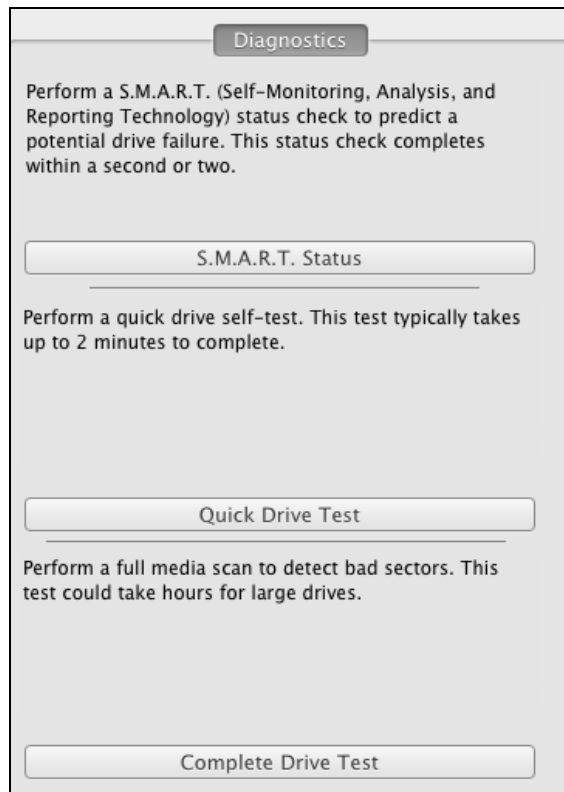 Diagnostics
Perform a S.M.A.R.T. (Self-Monitoring, Analysis, and
Reporting Technology) status check to predict a
potential drive failure. This status check completes
within a second or two.
S.M.A.R.T. Status
Perform a quick drive self-test. This test typically takes
up to 2 minutes to complete.
Quick Drive Test
Perform a full media scan to detect bad sectors. This
test could take hours for large drives.
Complete Drive Test